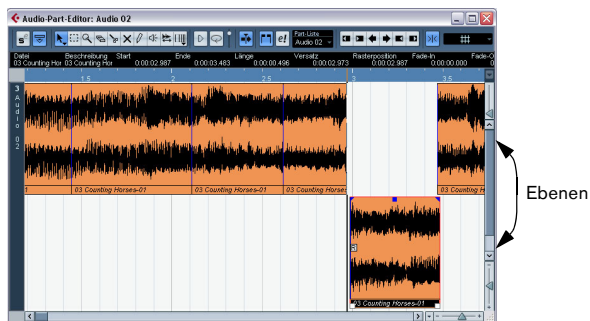 Audio-Part-Editor: Audio 02
Part-Liste
Audio 02
Datei Beschreibung Start Ende Länge Versatz Rasterposition Fade-In Fade-O
03 Counting Hor 03 Counting Hor 0:00:02.987 0:00:03.483 0:00:00.496 0:00:02.973 0:00:02.987 0:00:00.000 0
1.5 2 2.5 3 3.5
3
Audio 02
1 03 Counting Horses-01 03 Counting Horses-01 03 Counting Horse: 03 Counting H
Ebenen
03 Counting Horses-01